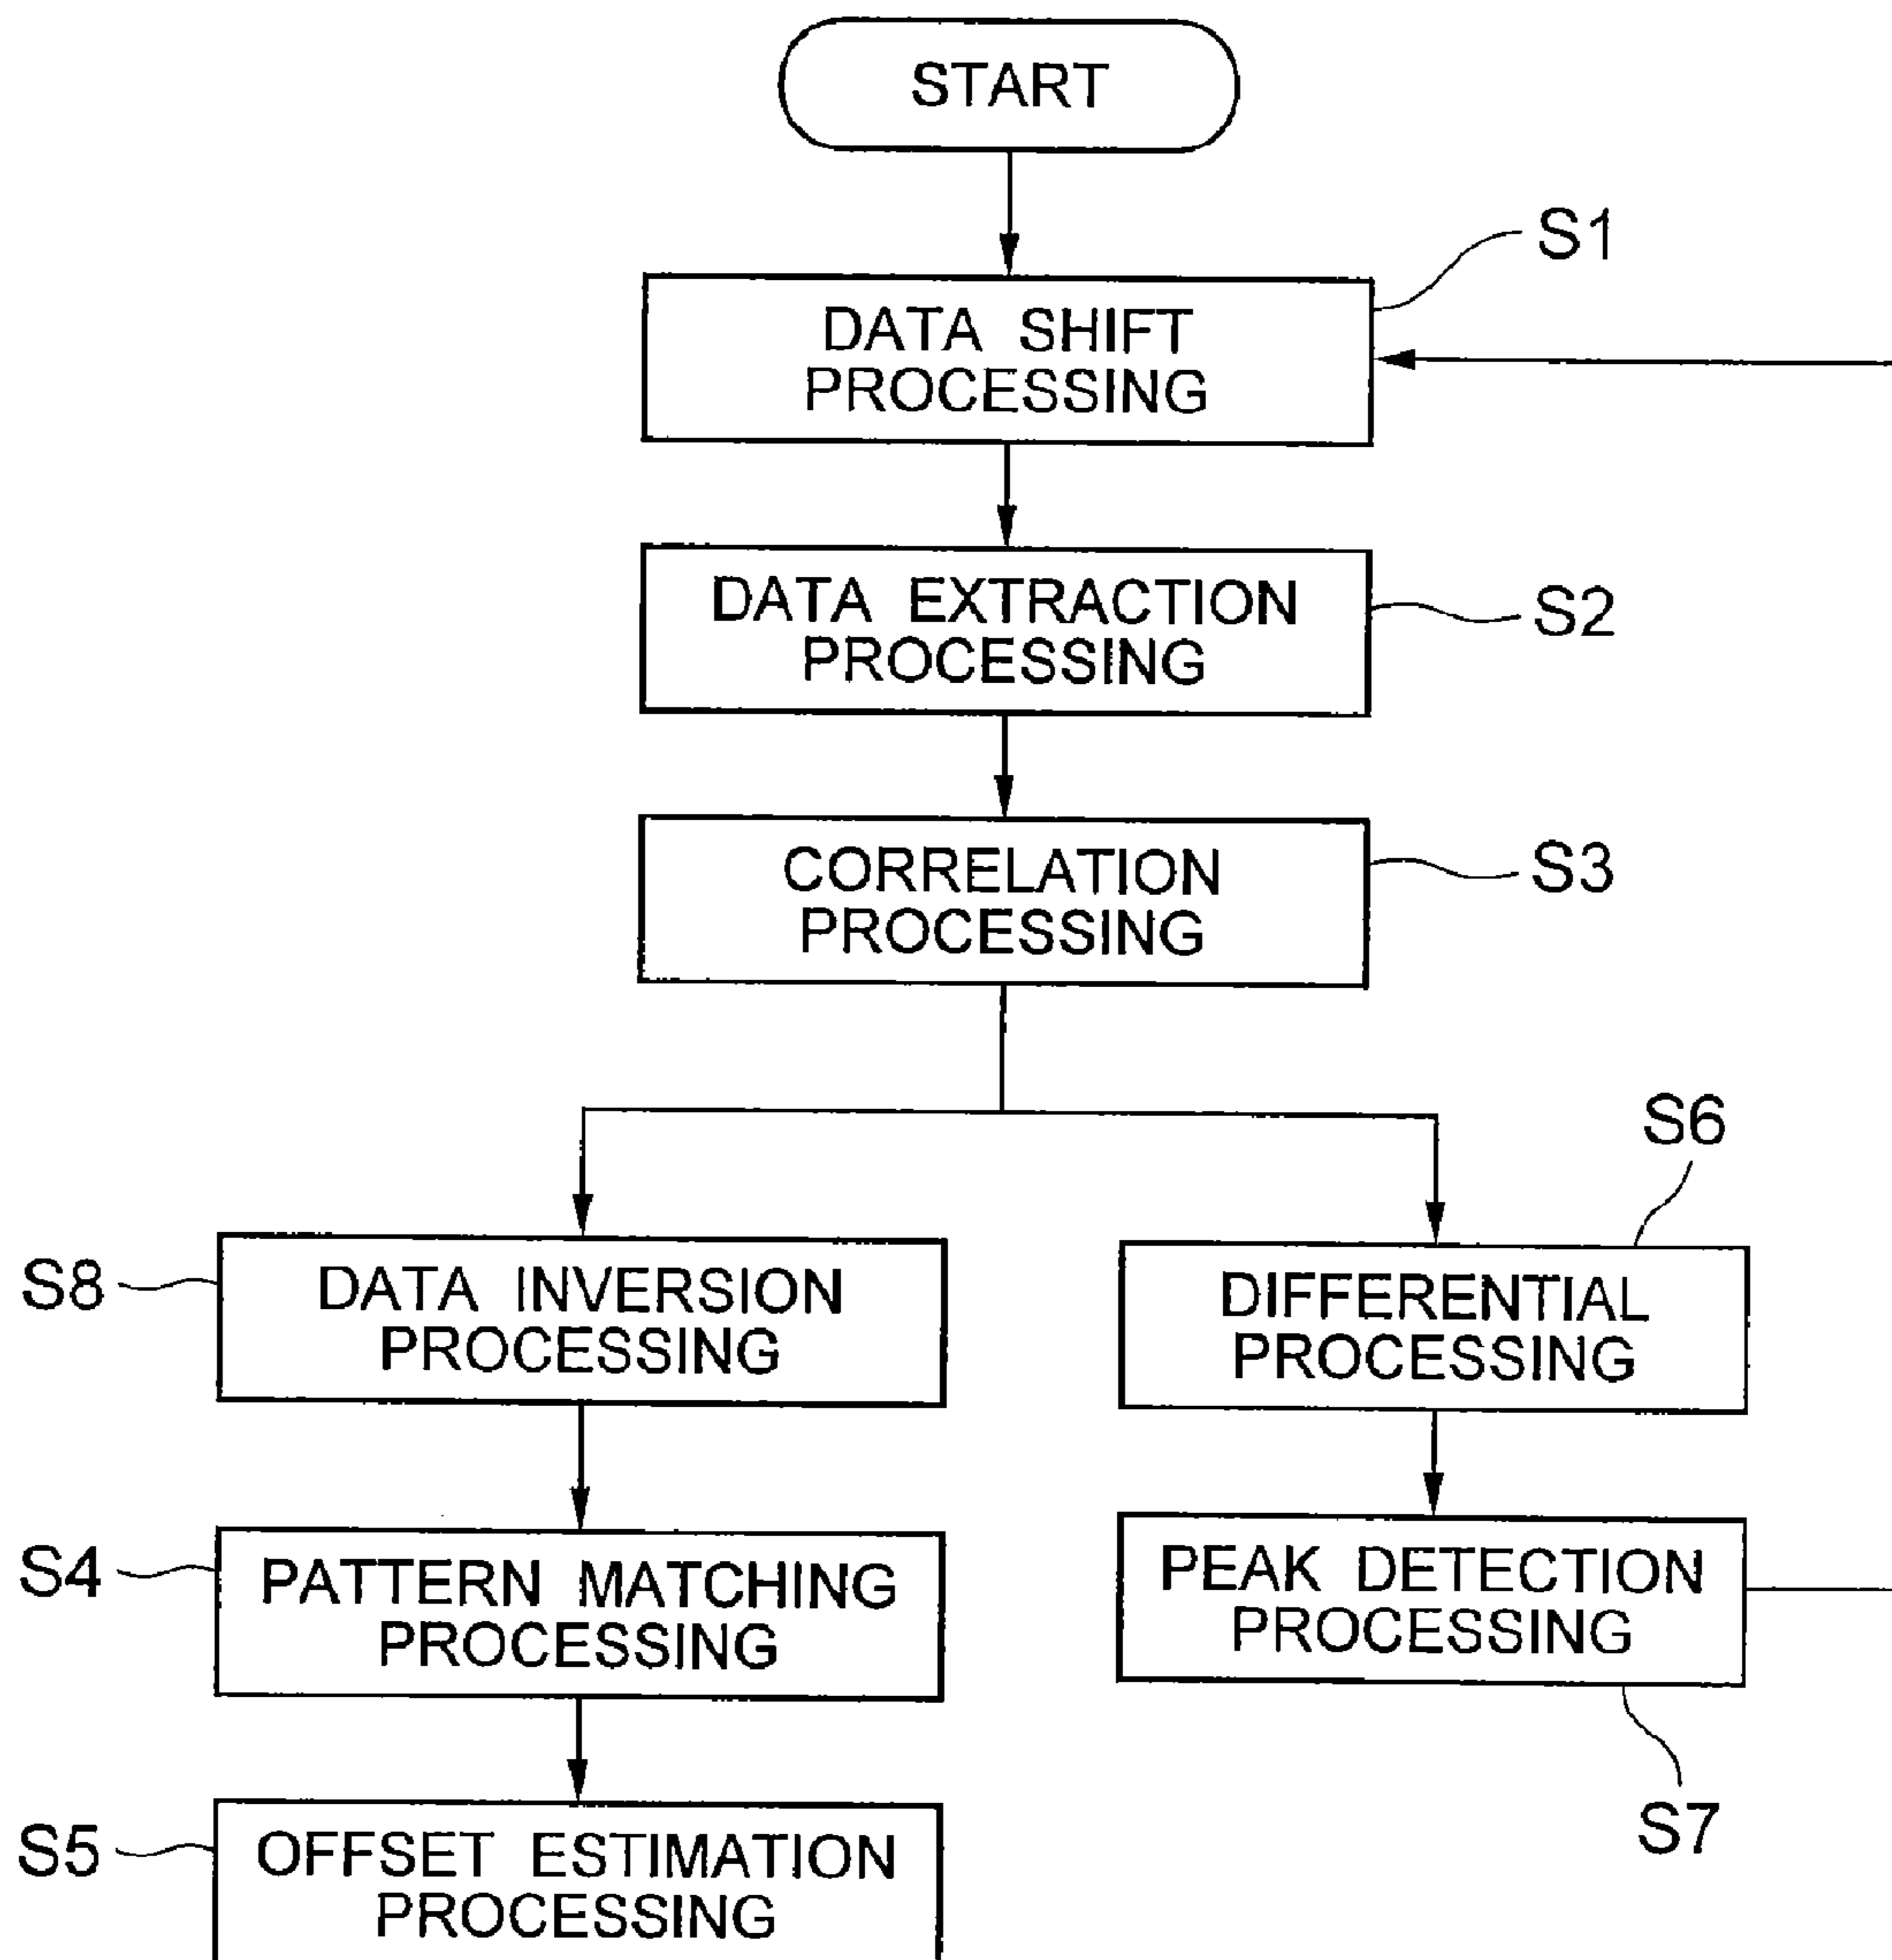 START
S1
DATA SHIFT
PROCESSING
DATA EXTRACTION
PROCESSING
S2
CORRELATION
PROCESSING
S3
S6
S8
DATA INVERSION
PROCESSING
DIFFERENTIAL
PROCESSING
S4
PATTERN MATCHING
PROCESSING
PEAK DETECTION
PROCESSING
S7
S5
OFFSET ESTIMATION
PROCESSING